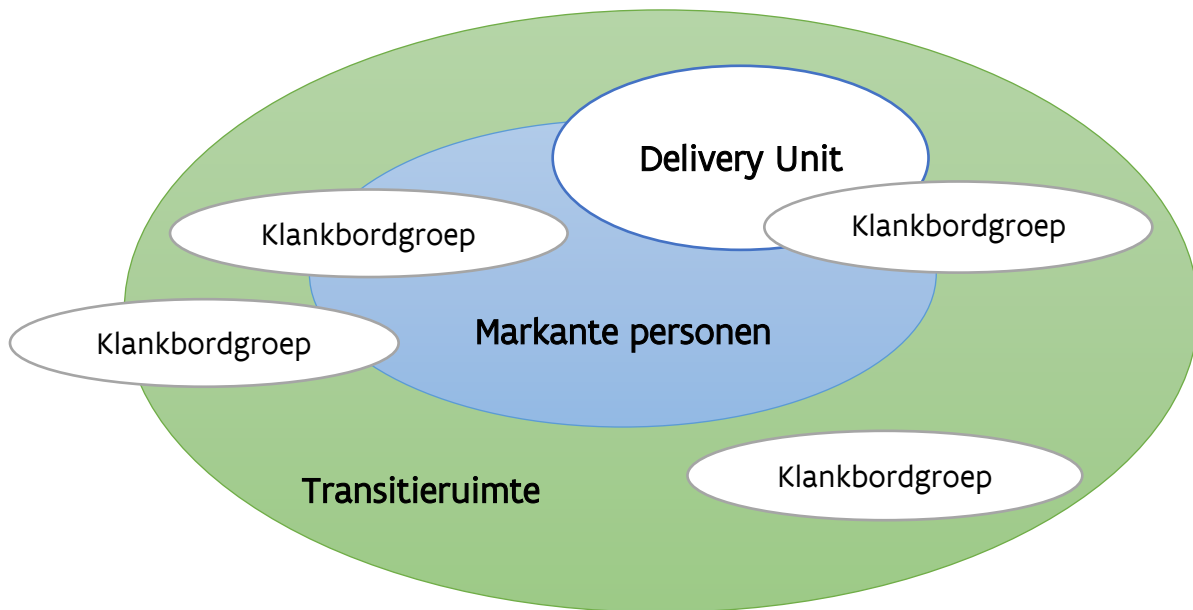 Delivery Unit
Klankbordgroep
Klankbordgroep
Markante personen
Klankbordgroep
Klankbordgroep
Transitieruimte